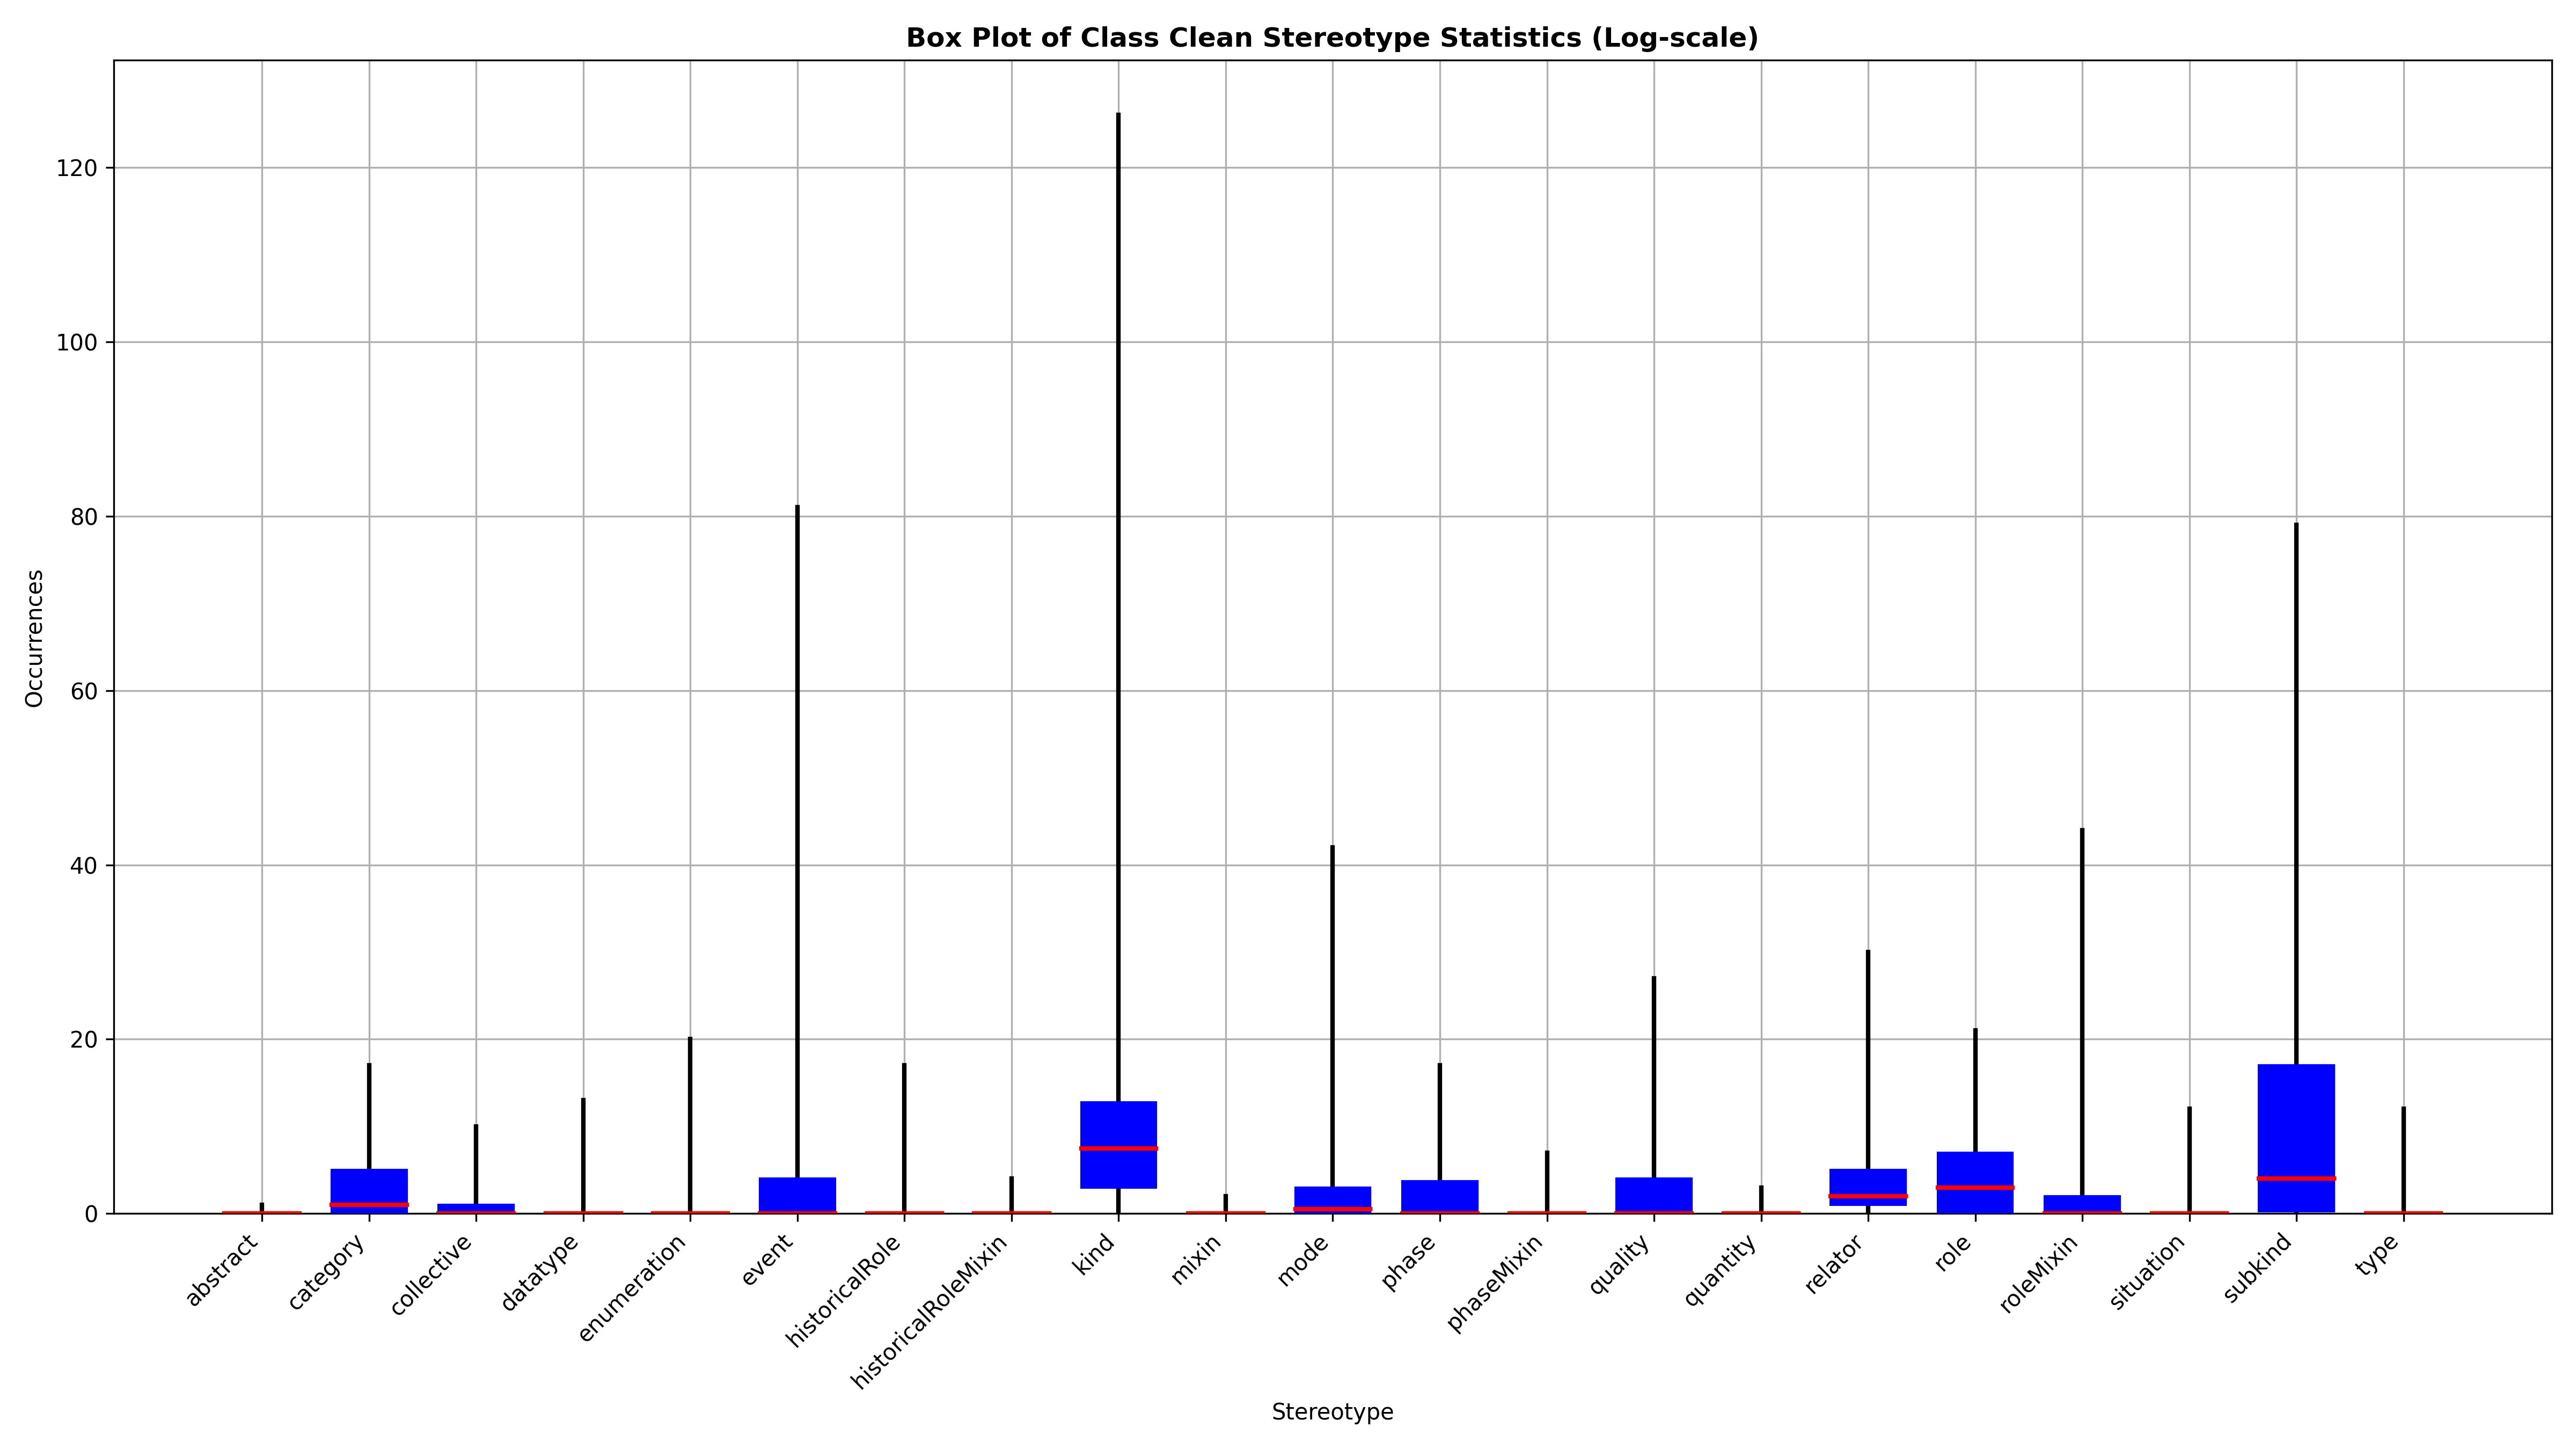 Box Plot of Class Clean Stereotype Statistics (Log-scale)
Occurrences
120
100
80
60
40
20
0
abstract
category
collective
datatype
enumeration
event
historicalRole
historicalRoleMixin
kind
mixin
mode
phase
phaseMixin
quality
quantity
relator
role
roleMixin
situation
subkind
type
Stereotype